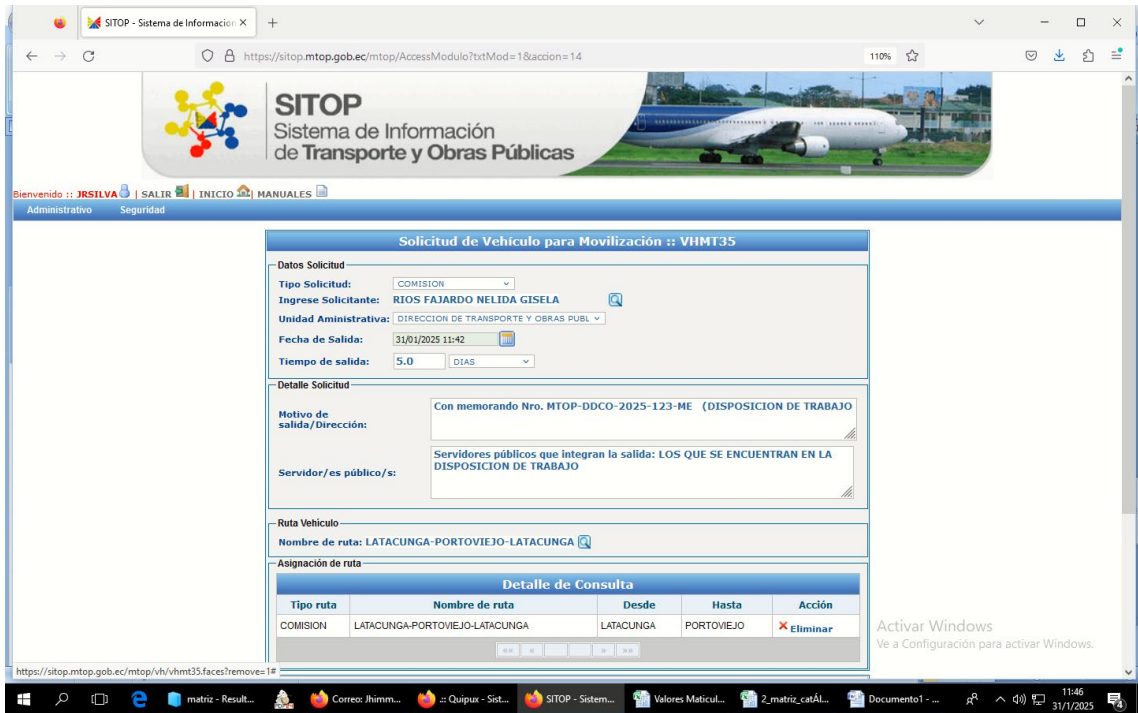 SITOP - Sistema de Informacion
https://sitop.mtop.gob.ec/mtop/AccessModulo?txtMod=1&accion=14
110%
SITOP
Sistema de Información
de Transporte y Obras Públicas
Bienvenido :: JRSILVA | SALIR | INICIO | MANUALES
Administrativo Seguridad
Solicitud de Vehículo para Movilización :: VHMT35
Datos Solicitud
Tipo Solicitud: COMISION
Ingrese Solicitante: RIOS FAJARDO NELIDA GISELA
Unidad Aministrativa: DIRECCION DE TRANSPORTE Y OBRAS PUBL
Fecha de Salida: 31/01/2025 11:42
Tiempo de salida: 5.0 DIAS
Detalle Solicitud
Con memorando Nro. MTOP-DDCO-2025-123-ME (DISPOSICION DE TRABAJO
Motivo de
salida/Dirección:
Servidores públicos que integran la salida: LOS QUE SE ENCUENTRAN EN LA
DISPOSICION DE TRABAJO
Servidor/es público/s:
Ruta Vehículo
Nombre de ruta: LATACUNGA-PORTOVIEJO-LATACUNGA
Asignación de ruta
Detalle de Consulta
Tipo ruta Nombre de ruta Desde Hasta Acción
COMISION LATACUNGA-PORTOVIEJO-LATACUNGA LATACUNGA PORTOVIEJO Eliminar
«« « » »»
Activar Windows
Ve a Configuración para activar Windows.
https://sitop.mtop.gob.ec/mtop/vh/vhmt35.faces?remove=1#
matriz - Result... Correo: Jhimm... .:: Quipux - Sist... SITOP - Sistem... Valores Maticul... 2_matriz_catÁl... Documento1 - ...
11:46
31/1/2025
4